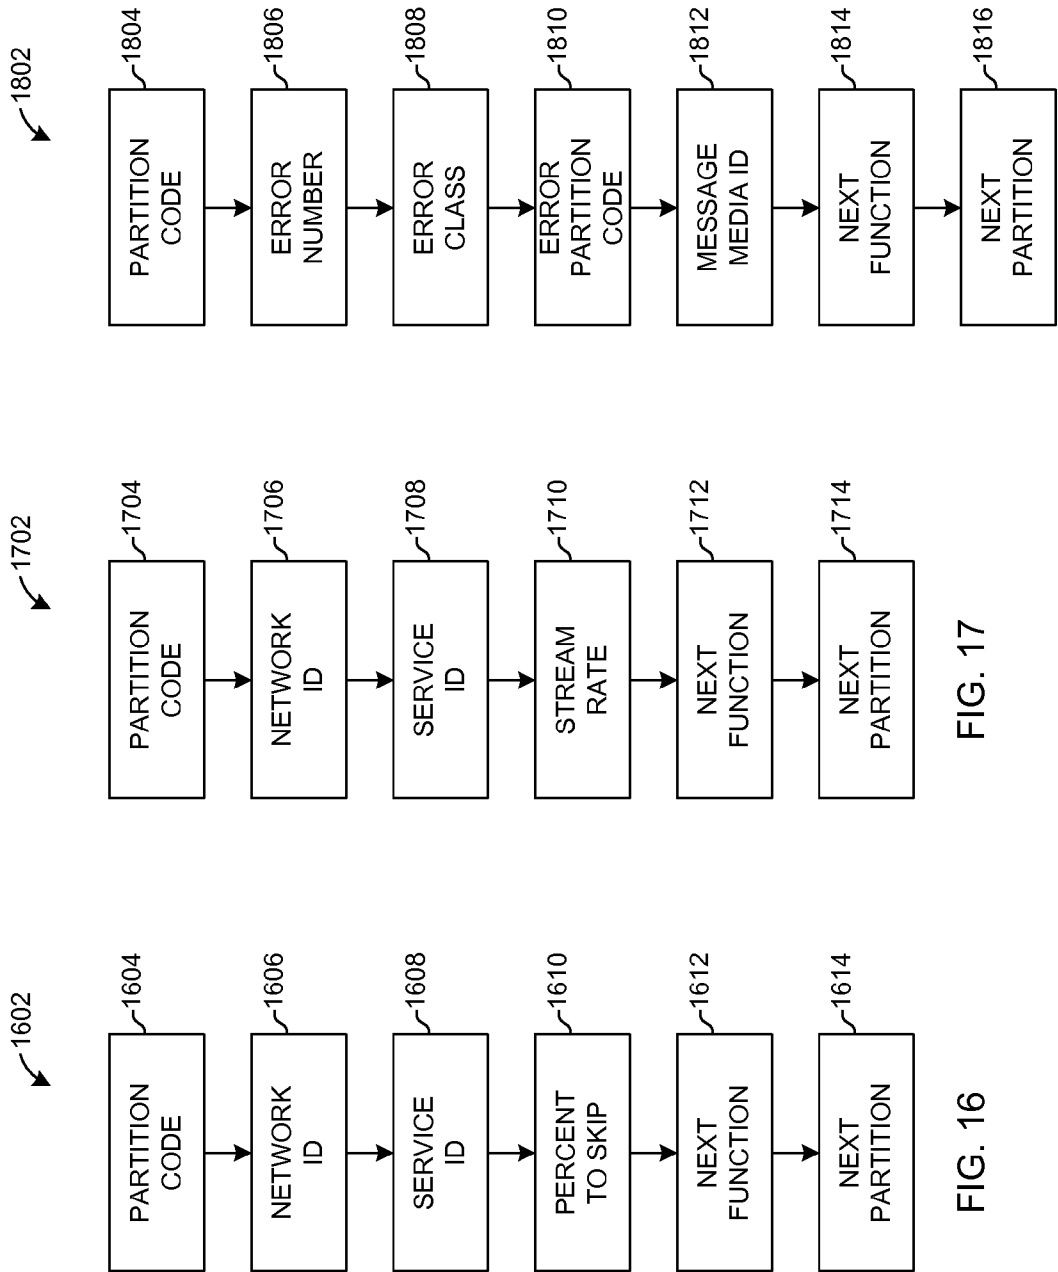 1602
PARTITION
CODE
1604
NETWORK
ID
1606
SERVICE
ID
1608
PERCENT
TO SKIP
1610
NEXT
FUNCTION
1612
NEXT
PARTITION
1614
FIG. 16
1702
PARTITION
CODE
1704
NETWORK
ID
1706
SERVICE
ID
1708
STREAM
RATE
1710
NEXT
FUNCTION
1712
NEXT
PARTITION
1714
FIG. 17
1802
PARTITION
CODE
1804
ERROR
NUMBER
1806
ERROR
CLASS
1808
ERROR
PARTITION
CODE
1810
MESSAGE
MEDIA ID
1812
NEXT
FUNCTION
1814
NEXT
PARTITION
1816